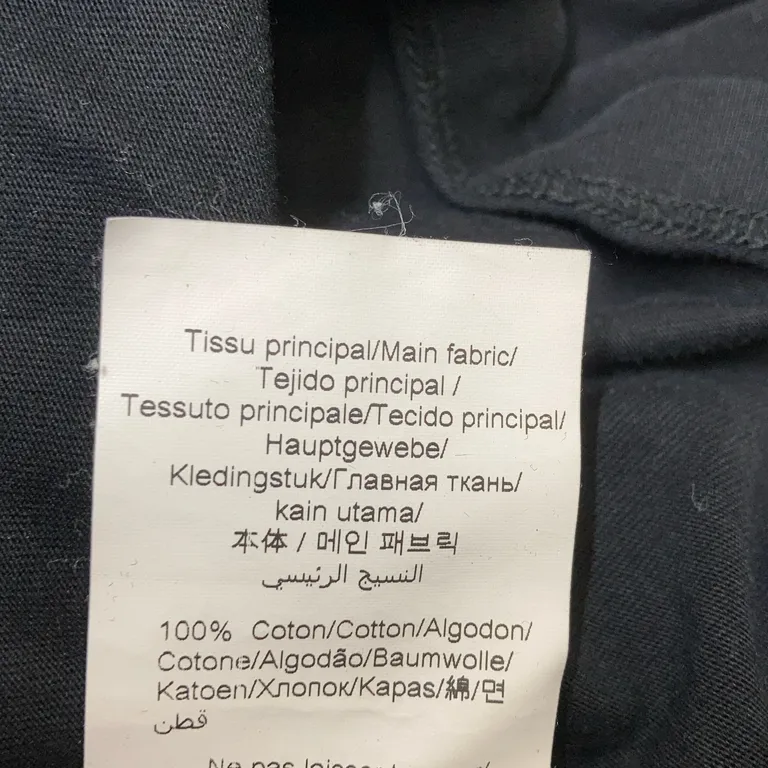 Tissu principal/Main fabric/
Tejido principal /
Tessuto principale/Tecido principal/
Hauptgewebe/
Kledingstuk/Главная ткань/
kain utama/
本体 / 메인 패브릭
النسيج الرئيسي
100% Coton/Cotton/Algodon/
Cotone/Algodão/Baumwolle/
Katoen/Хлопок/Kapas/綿/면
قطن
Ne pas